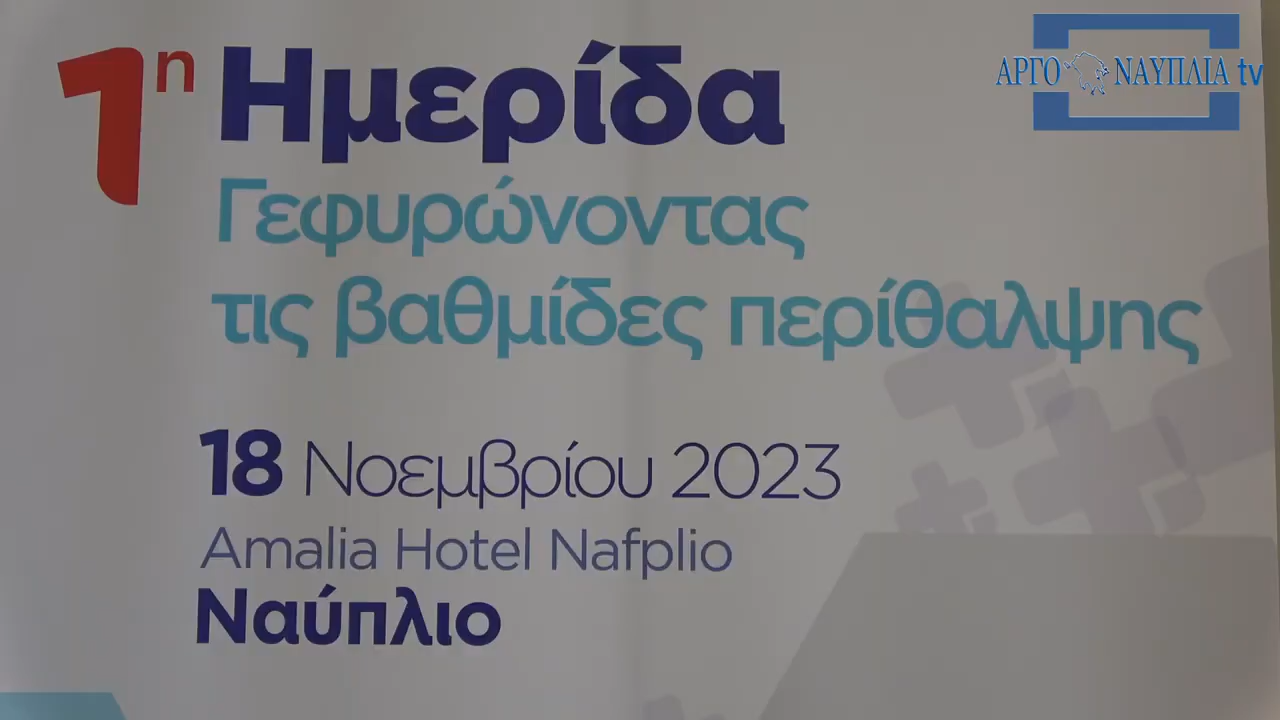 ΑΡΓΟ ΝΑΥΠΛΙΑ tv
1η Ημερίδα
Γεφυρώνοντας
τις βαθμίδες περίθαλψης
18 Νοεμβρίου 2023
Amalia Hotel Nafplio
Ναύπλιο